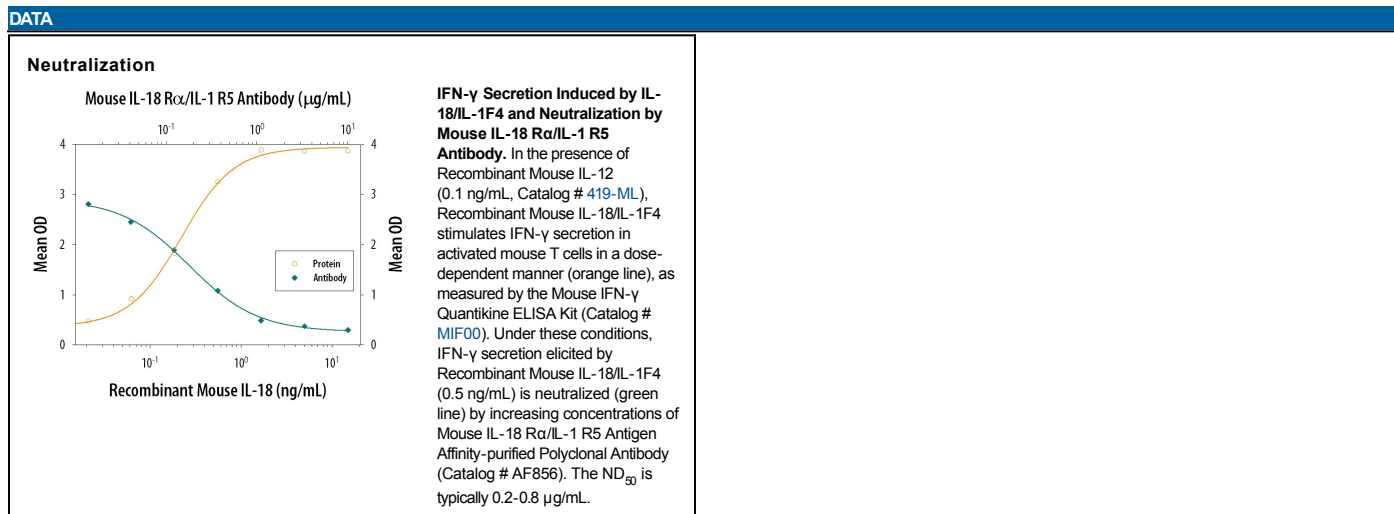 DATA
Neutralization
Mouse IL-18 Rα/IL-1 R5 Antibody (μg/mL)
10⁻¹ 10⁰ 10¹
4 4
3 3
2 2
1 1
0 0
Mean OD
Mean OD
Protein
Antibody
10⁻¹ 10⁰ 10¹
Recombinant Mouse IL-18 (ng/mL)
IFN-γ Secretion Induced by IL-
18/IL-1F4 and Neutralization by
Mouse IL-18 Rα/IL-1 R5
Antibody. In the presence of
Recombinant Mouse IL-12
(0.1 ng/mL, Catalog # 419-ML),
Recombinant Mouse IL-18/IL-1F4
stimulates IFN-γ secretion in
activated mouse T cells in a dose-
dependent manner (orange line), as
measured by the Mouse IFN-γ
Quantikine ELISA Kit (Catalog #
MIF00). Under these conditions,
IFN-γ secretion elicited by
Recombinant Mouse IL-18/IL-1F4
(0.5 ng/mL) is neutralized (green
line) by increasing concentrations of
Mouse IL-18 Rα/IL-1 R5 Antigen
Affinity-purified Polyclonal Antibody
(Catalog # AF856). The ND₅₀ is
typically 0.2-0.8 μg/mL.